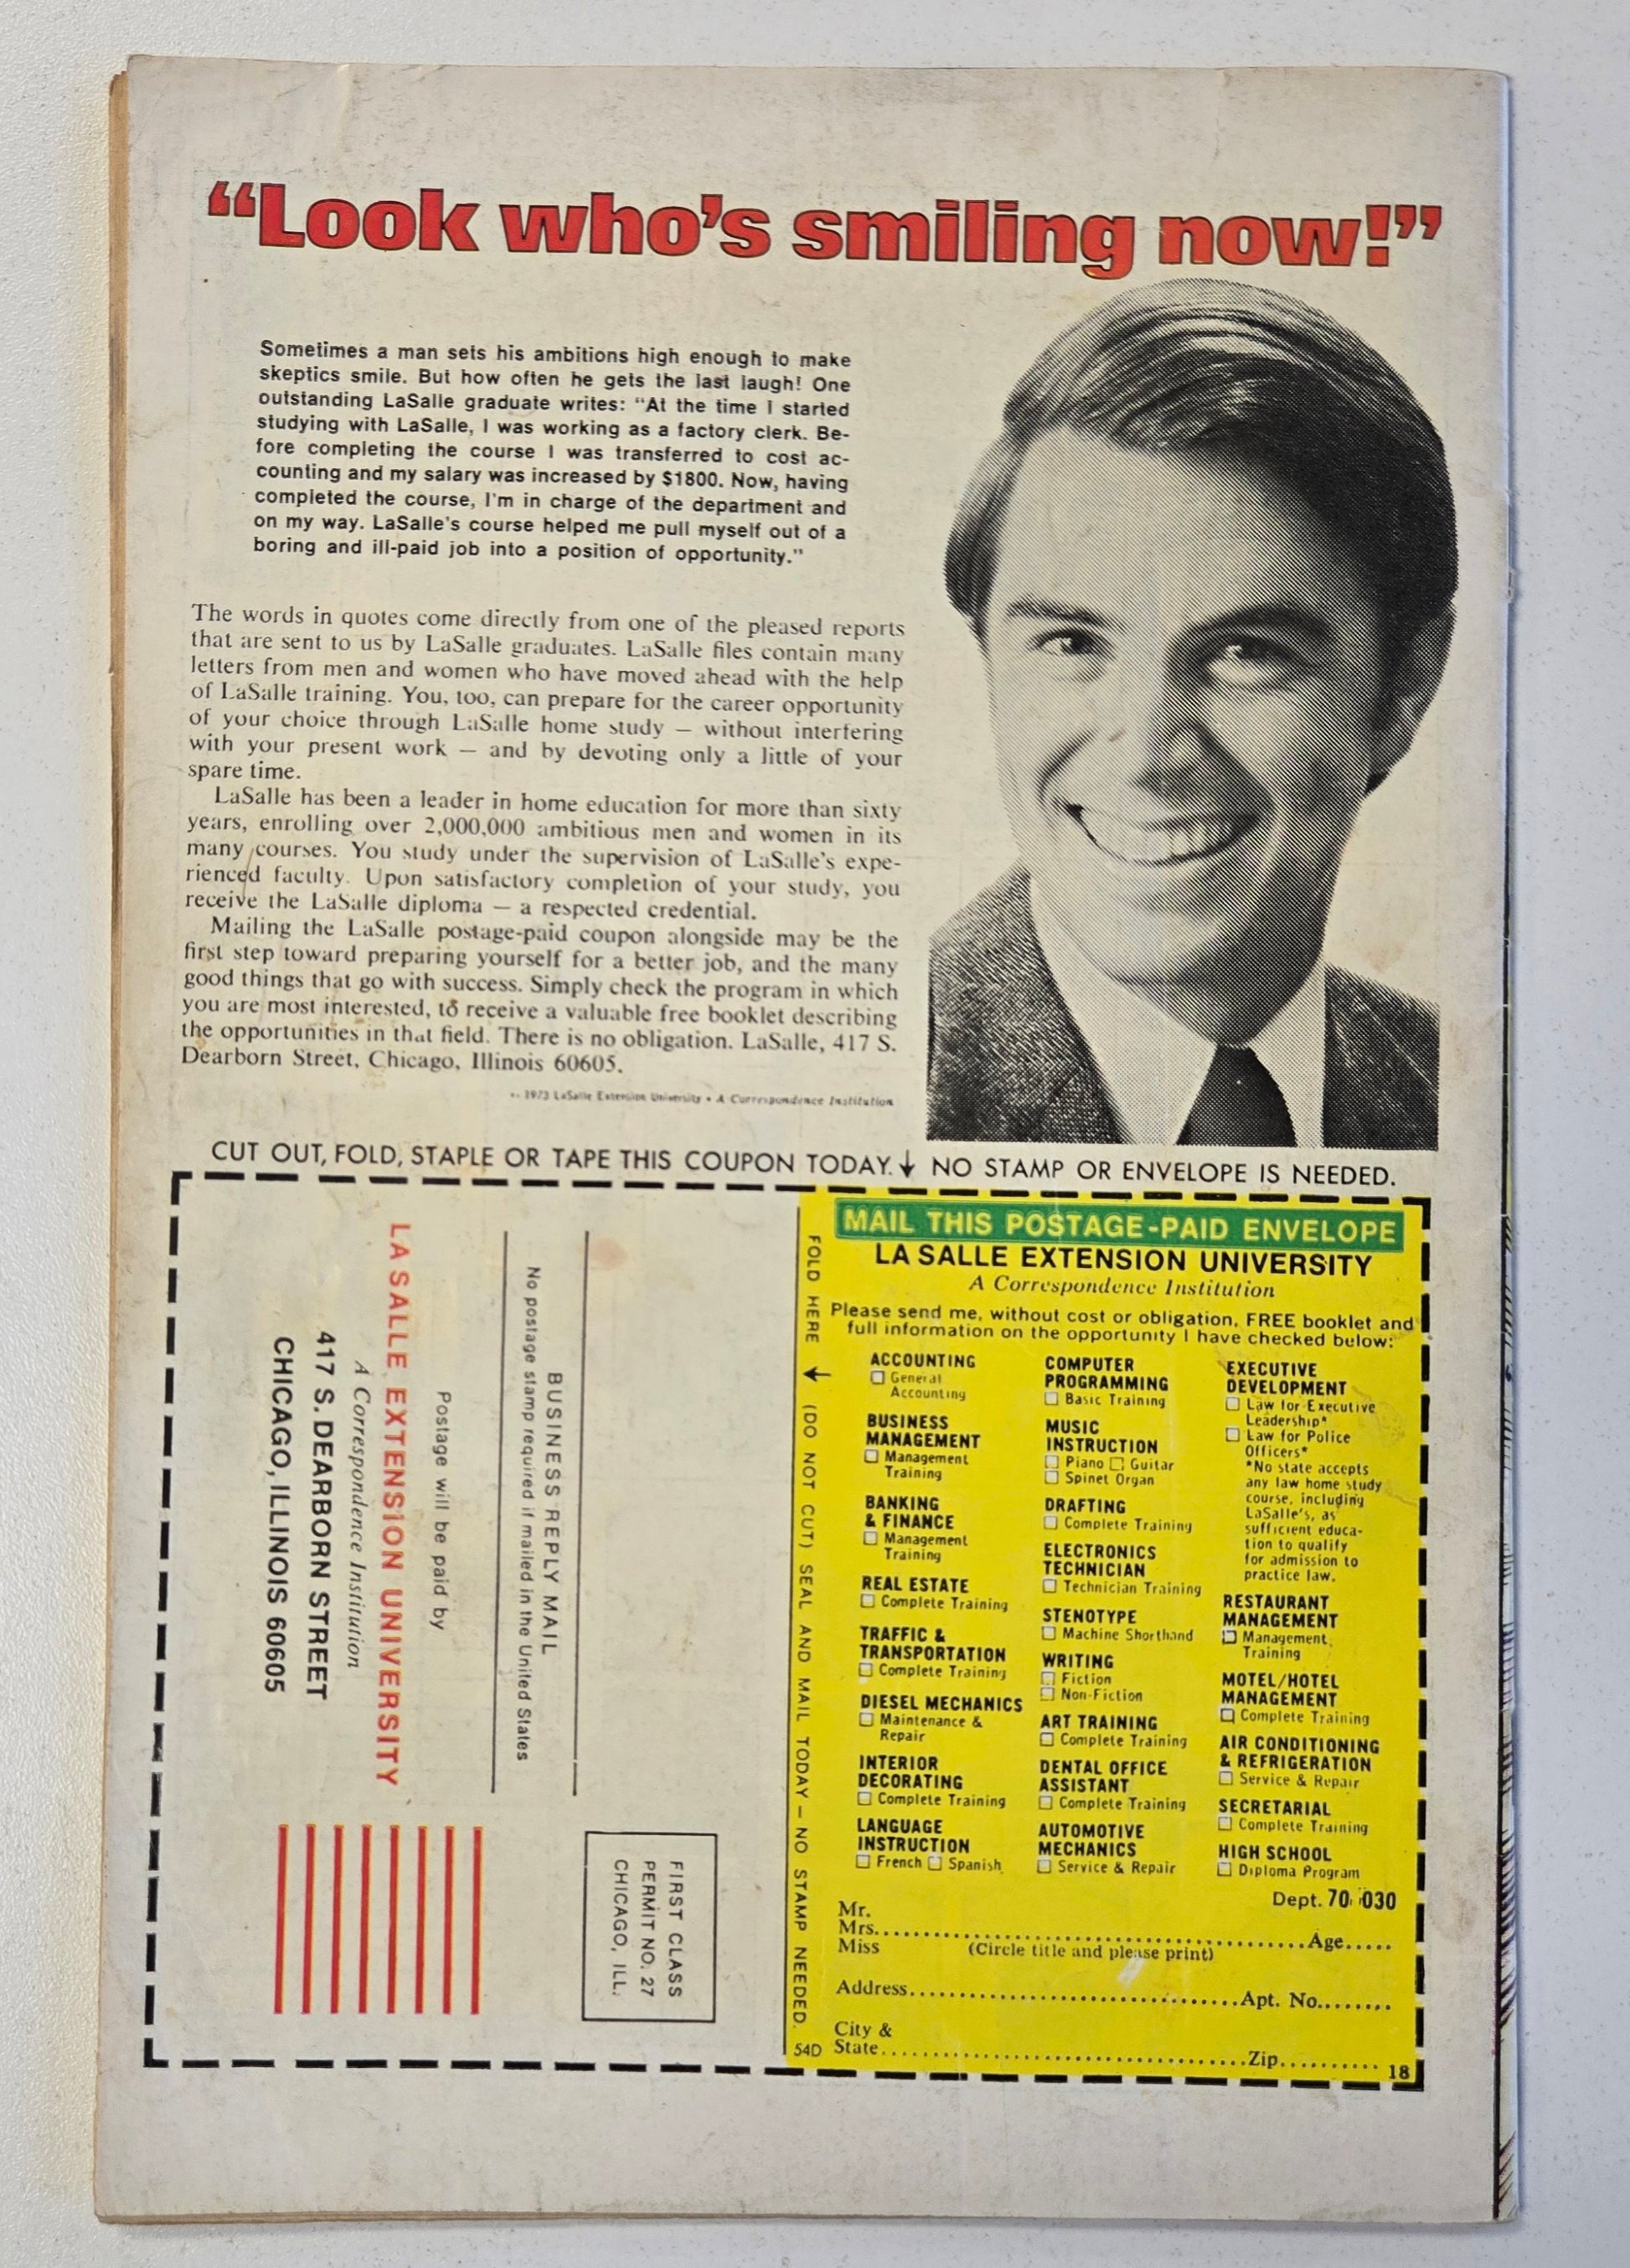 “Look who’s smiling now!”
Sometimes a man sets his ambitions high enough to make
skeptics smile. But how often he gets the last laugh! One
outstanding LaSalle graduate writes: “At the time I started
studying with LaSalle, I was working as a factory clerk. Be-
fore completing the course I was transferred to cost ac-
counting and my salary was increased by $1800. Now, having
completed the course, I'm in charge of the department and
on my way. LaSalle's course helped me pull myself out of a
boring and ill-paid job into a position of opportunity.”
The words in quotes come directly from one of the pleased reports
that are sent to us by LaSalle graduates. LaSalle files contain many
letters from men and women who have moved ahead with the help
of LaSalle training. You, too, can prepare for the career opportunity
of your choice through LaSalle home study — without interfering
with your present work — and by devoting only a little of your
spare time.
LaSalle has been a leader in home education for more than sixty
years, enrolling over 2,000,000 ambitious men and women in its
many courses. You study under the supervision of LaSalle's expe-
rienced faculty. Upon satisfactory completion of your study, you
receive the LaSalle diploma — a respected credential.
Mailing the LaSalle postage-paid coupon alongside may be the
first step toward preparing yourself for a better job, and the many
good things that go with success. Simply check the program in which
you are most interested, to receive a valuable free booklet describing
the opportunities in that field. There is no obligation. LaSalle, 417 S.
Dearborn Street, Chicago, Illinois 60605.
1973 LaSalle Extension University • A Correspondence Institution
CUT OUT, FOLD, STAPLE OR TAPE THIS COUPON TODAY. ↓ NO STAMP OR ENVELOPE IS NEEDED.
FIRST CLASS
PERMIT NO. 27
CHICAGO, ILL.
BUSINESS REPLY MAIL
No postage stamp required if mailed in the United States
Postage will be paid by
LA SALLE EXTENSION UNIVERSITY
A Correspondence Institution
417 S. DEARBORN STREET
CHICAGO, ILLINOIS 60605
FOLD HERE ↓ (DO NOT CUT) SEAL AND MAIL TODAY — NO STAMP NEEDED.
54D
MAIL THIS POSTAGE-PAID ENVELOPE
LA SALLE EXTENSION UNIVERSITY
A Correspondence Institution
Please send me, without cost or obligation, FREE booklet and
full information on the opportunity I have checked below:
ACCOUNTING
☐ General
Accounting
BUSINESS
MANAGEMENT
☐ Management
Training
BANKING
& FINANCE
☐ Management
Training
REAL ESTATE
☐ Complete Training
TRAFFIC &
TRANSPORTATION
☐ Complete Training
DIESEL MECHANICS
☐ Maintenance &
Repair
INTERIOR
DECORATING
☐ Complete Training
LANGUAGE
INSTRUCTION
☐ French ☐ Spanish
COMPUTER
PROGRAMMING
☐ Basic Training
MUSIC
INSTRUCTION
☐ Piano ☐ Guitar
☐ Spinet Organ
DRAFTING
☐ Complete Training
ELECTRONICS
TECHNICIAN
☐ Technician Training
STENOTYPE
☐ Machine Shorthand
WRITING
☐ Fiction
☐ Non-Fiction
ART TRAINING
☐ Complete Training
DENTAL OFFICE
ASSISTANT
☐ Complete Training
AUTOMOTIVE
MECHANICS
☐ Service & Repair
EXECUTIVE
DEVELOPMENT
☐ Law for Executive
Leadership*
☐ Law for Police
Officers*
*No state accepts
any law home study
course, including
LaSalle's, as
sufficient educa-
tion to qualify
for admission to
practice law.
RESTAURANT
MANAGEMENT
☐ Management
Training
MOTEL/HOTEL
MANAGEMENT
☐ Complete Training
AIR CONDITIONING
& REFRIGERATION
☐ Service & Repair
SECRETARIAL
☐ Complete Training
HIGH SCHOOL
☐ Diploma Program
Dept. 70-030
Mr.
Mrs. Age
Miss (Circle title and please print)
Address Apt. No.
City &
State Zip
18